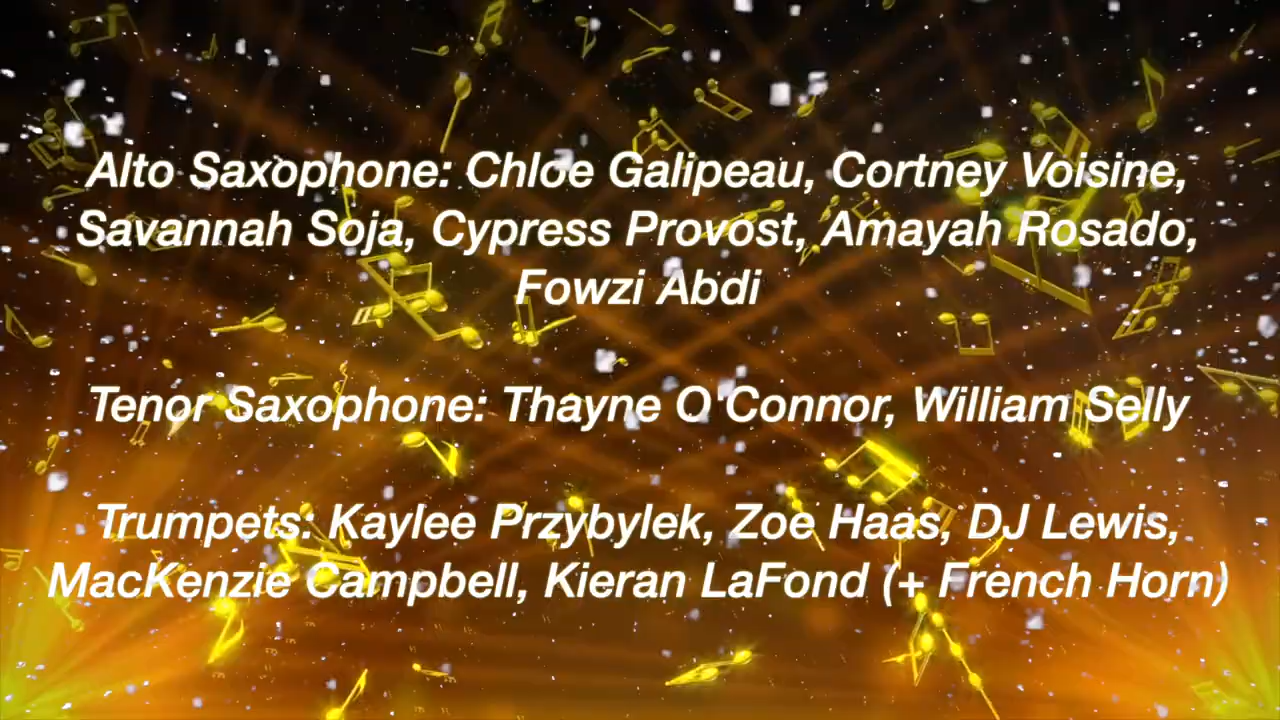 Alto Saxophone: Chloe Galipeau, Cortney Voisine,
Savannah Soja, Cypress Provost, Amayah Rosado,
Fowzi Abdi
Tenor Saxophone: Thayne O'Connor, William Selly
Trumpets: Kaylee Przybylek, Zoe Haas, DJ Lewis,
MacKenzie Campbell, Kieran LaFond (+ French Horn)